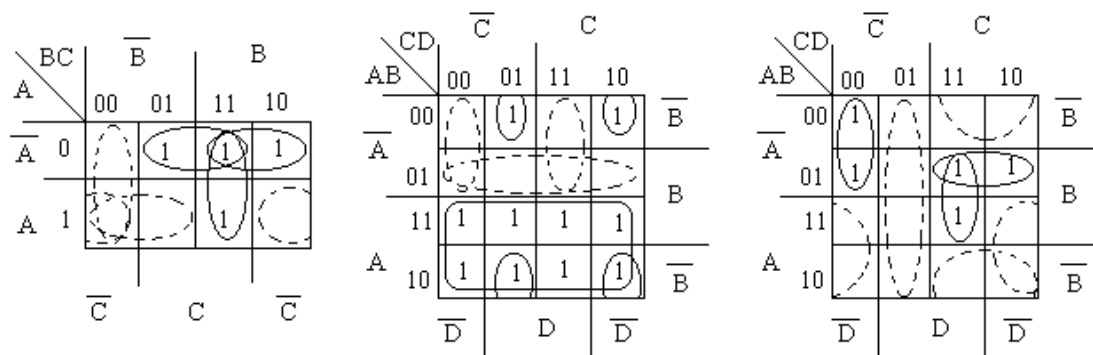 BC B̅ B
A 00 01 11 10
A̅ 0 1 1 1
A 1 1
C̅ C C̅
C̅ C
CD
AB 00 01 11 10
00 1 1 B̅
A̅
01
B
11 1 1 1 1
A 10 1 1 1 1 B̅
D̅ D D̅
C̅ C
CD
AB 00 01 11 10
00 1 B̅
A̅
01 1 1 1
B
11 1
A 10 B̅
D̅ D D̅